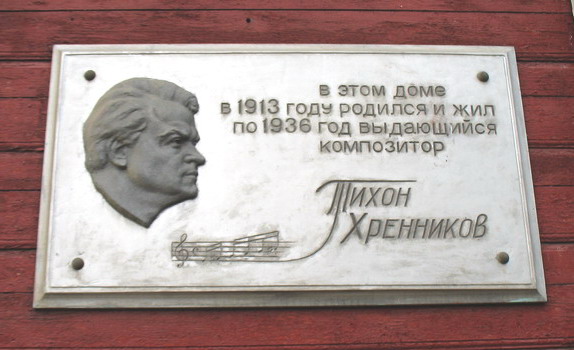 В ЭТОМ ДОМЕ
В 1913 ГОДУ РОДИЛСЯ И ЖИЛ
ПО 1936 ГОД ВЫДАЮЩИЙСЯ
КОМПОЗИТОР
ТИХОН
ХРЕННИКОВ